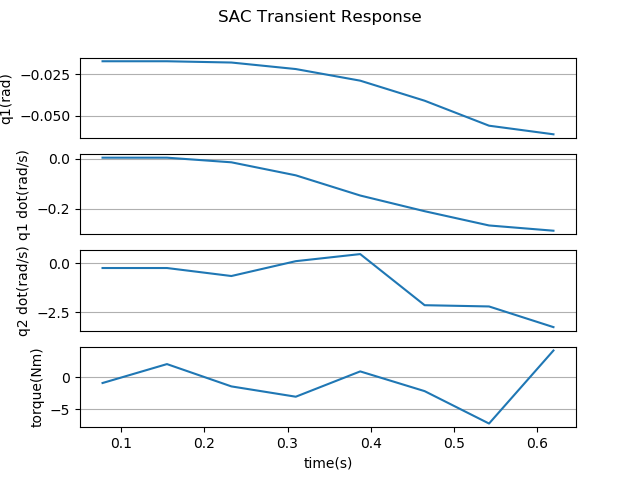 SAC Transient Response
q1(rad)
−0.025
−0.050
q1 dot(rad/s)
0.0
−0.2
q2 dot(rad/s)
0.0
−2.5
torque(Nm)
0
−5
0.1 0.2 0.3 0.4 0.5 0.6
time(s)